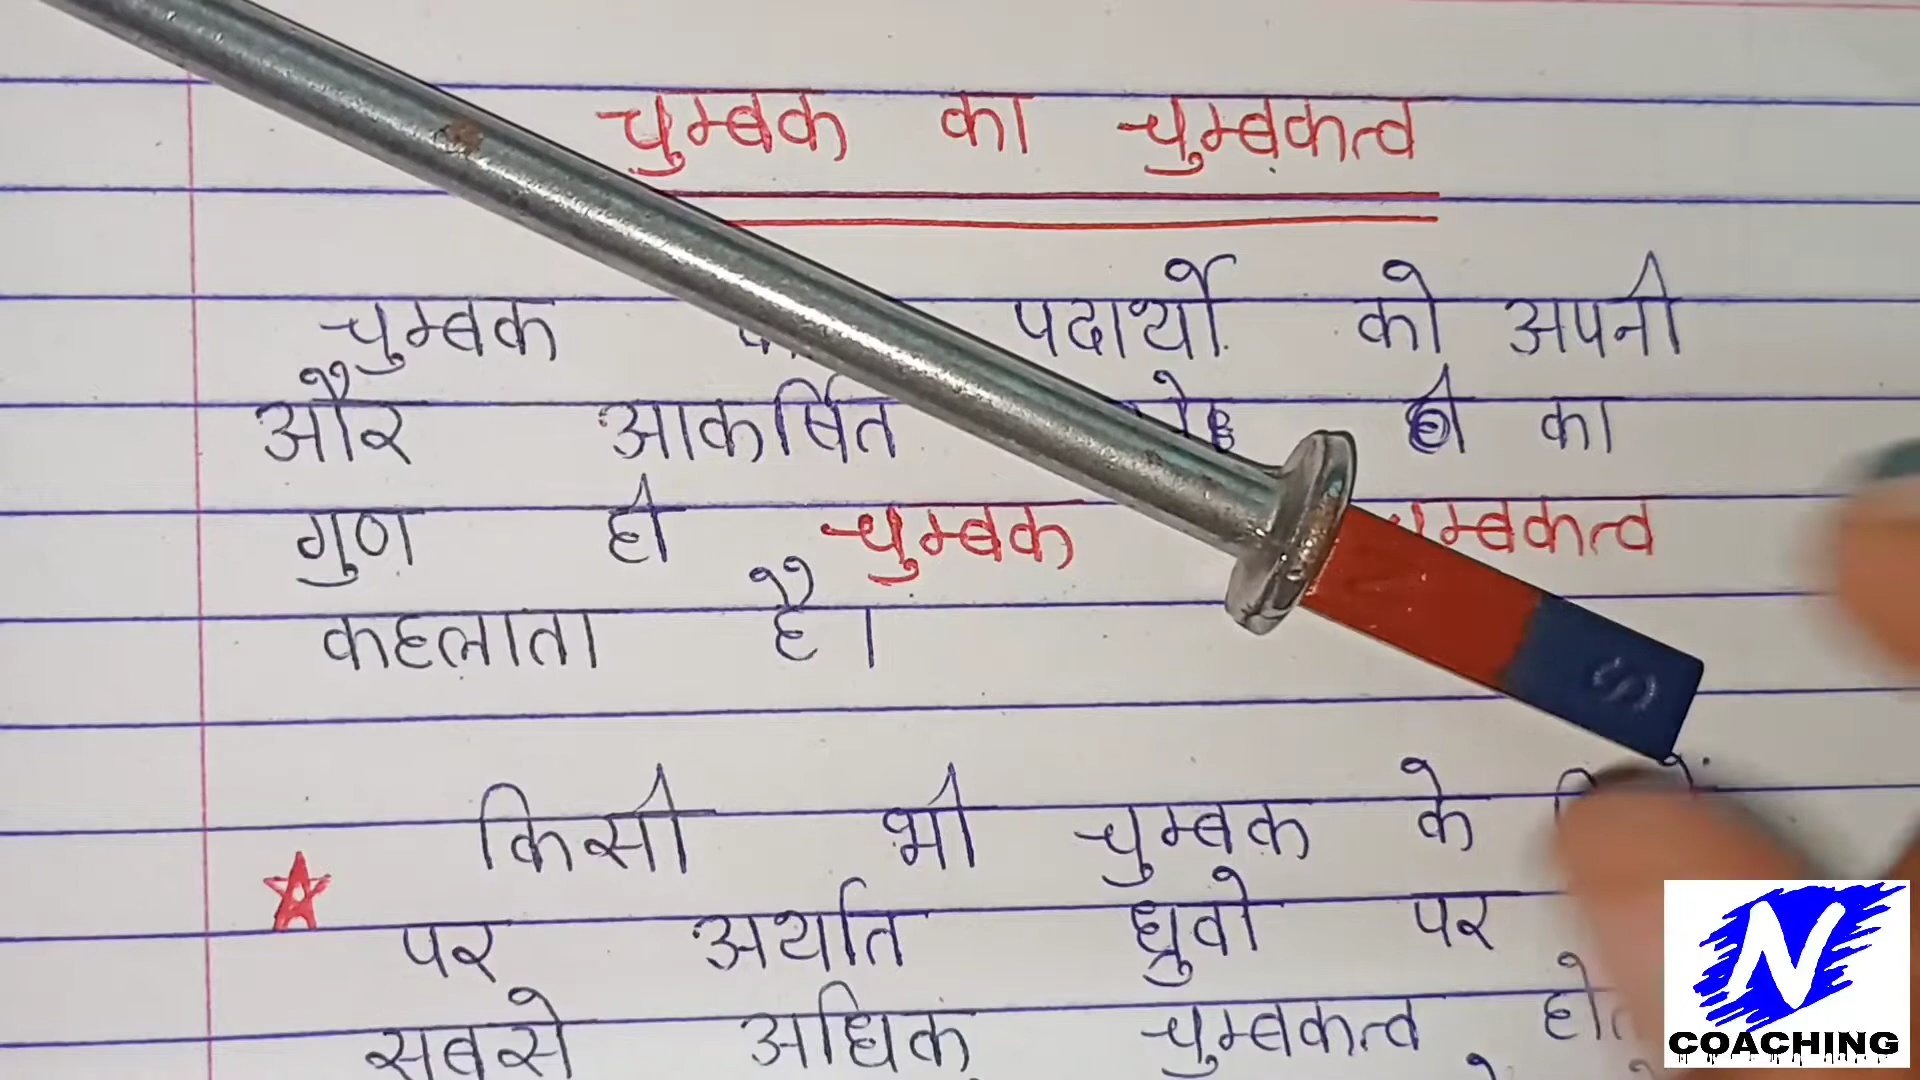 चुम्बक का चुम्बकत्व
चुम्बक पदार्थो को अपनी
और आकर्षित का
गुण ही चुम्बक चुम्बकत्व
कहलाता है।
किसी भी चुम्बक के
पर अर्थात ध्रुवो पर
सबसे अधिक चुम्बकत्व
S
N
COACHING